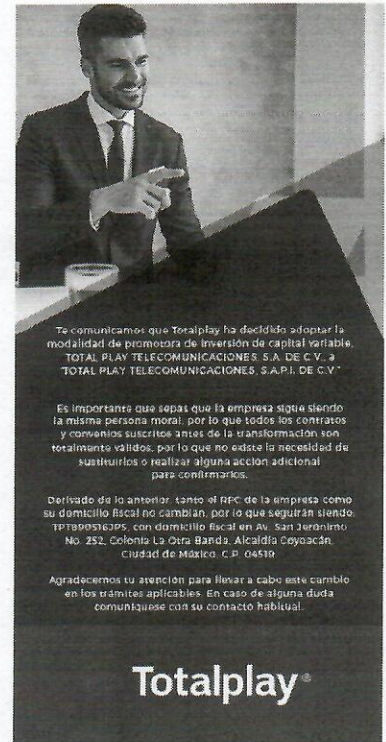 Te comunicamos que Totalplay ha decidido adoptar la
modalidad de promotora de inversión de capital variable,
TOTAL PLAY TELECOMUNICACIONES, S.A. DE C.V., a
"TOTAL PLAY TELECOMUNICACIONES, S.A.P.I. DE C.V."
Es importante que sepas que la empresa sigue siendo
la misma persona moral, por lo que todos los contratos
y convenios suscritos antes de la transformación son
totalmente válidos, por lo que no existe la necesidad de
sustituirlos o realizar alguna acción adicional
para confirmarlos.
Derivado de lo anterior, tanto el RFC de la empresa como
su domicilio fiscal no cambian, por lo que seguirán siendo:
TPT890516JP5, con domicilio fiscal en Av. San Jerónimo
No. 252, Colonia La Otra Banda, Alcaldía Coyoacán,
Ciudad de México, C.P. 04519.
Agradecemos tu atención para llevar a cabo este cambio
en los trámites aplicables. En caso de alguna duda
comuníquese con su contacto habitual.
Totalplay®